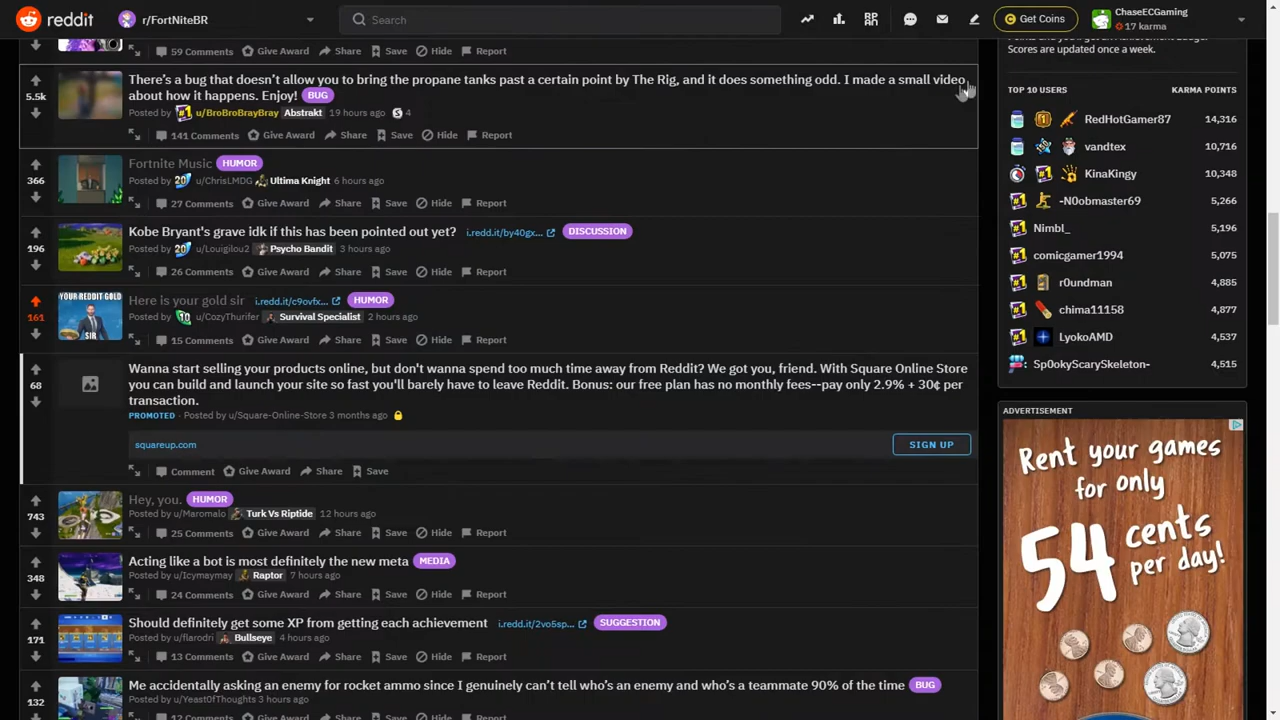 reddit
r/FortNiteBR
Search
Get Coins
ChaseECGaming
17 karma
59 Comments Give Award Share Save Hide Report
Scores are updated once a week.
5.5k
There's a bug that doesn't allow you to bring the propane tanks past a certain point by The Rig, and it does something odd. I made a small video
about how it happens. Enjoy! BUG
Posted by u/BroBroBrayBray Abstrakt 19 hours ago S 4
141 Comments Give Award Share Save Hide Report
366
Fortnite Music HUMOR
Posted by u/ChrisLMDG Ultima Knight 6 hours ago
27 Comments Give Award Share Save Hide Report
196
Kobe Bryant's grave idk if this has been pointed out yet? i.redd.it/by40gx... DISCUSSION
Posted by u/Louigilou2 Psycho Bandit 3 hours ago
26 Comments Give Award Share Save Hide Report
161
YOUR REDDIT GOLD
SIR
Here is your gold sir i.redd.it/c9ovfx... HUMOR
Posted by u/CozyThurifer Survival Specialist 2 hours ago
15 Comments Give Award Share Save Hide Report
68
Wanna start selling your products online, but don't wanna spend too much time away from Reddit? We got you, friend. With Square Online Store
you can build and launch your site so fast you'll barely have to leave Reddit. Bonus: our free plan has no monthly fees--pay only 2.9% + 30¢ per
transaction.
PROMOTED · Posted by u/Square-Online-Store 3 months ago
squareup.com
SIGN UP
Comment Give Award Share Save
743
Hey, you. HUMOR
Posted by u/Maromalo Turk Vs Riptide 12 hours ago
25 Comments Give Award Share Save Hide Report
348
Acting like a bot is most definitely the new meta MEDIA
Posted by u/Icymaymay Raptor 7 hours ago
24 Comments Give Award Share Save Hide Report
171
Should definitely get some XP from getting each achievement i.redd.it/2vo5sp... SUGGESTION
Posted by u/flarodri Bullseye 4 hours ago
13 Comments Give Award Share Save Hide Report
132
Me accidentally asking an enemy for rocket ammo since I genuinely can't tell who's an enemy and who's a teammate 90% of the time BUG
Posted by u/YeastOfThoughts 3 hours ago
12 Comments Give Award Share Save Hide Report
TOP 10 USERS KARMA POINTS
RedHotGamer87 14,316
vandtex 10,716
KinaKingy 10,348
-N0obmaster69 5,266
Nimbl_ 5,196
comicgamer1994 5,075
r0undman 4,885
chima11158 4,877
LyokoAMD 4,537
Sp0okyScarySkeleton- 4,515
ADVERTISEMENT
Rent your games
for only
54 cents
per day!